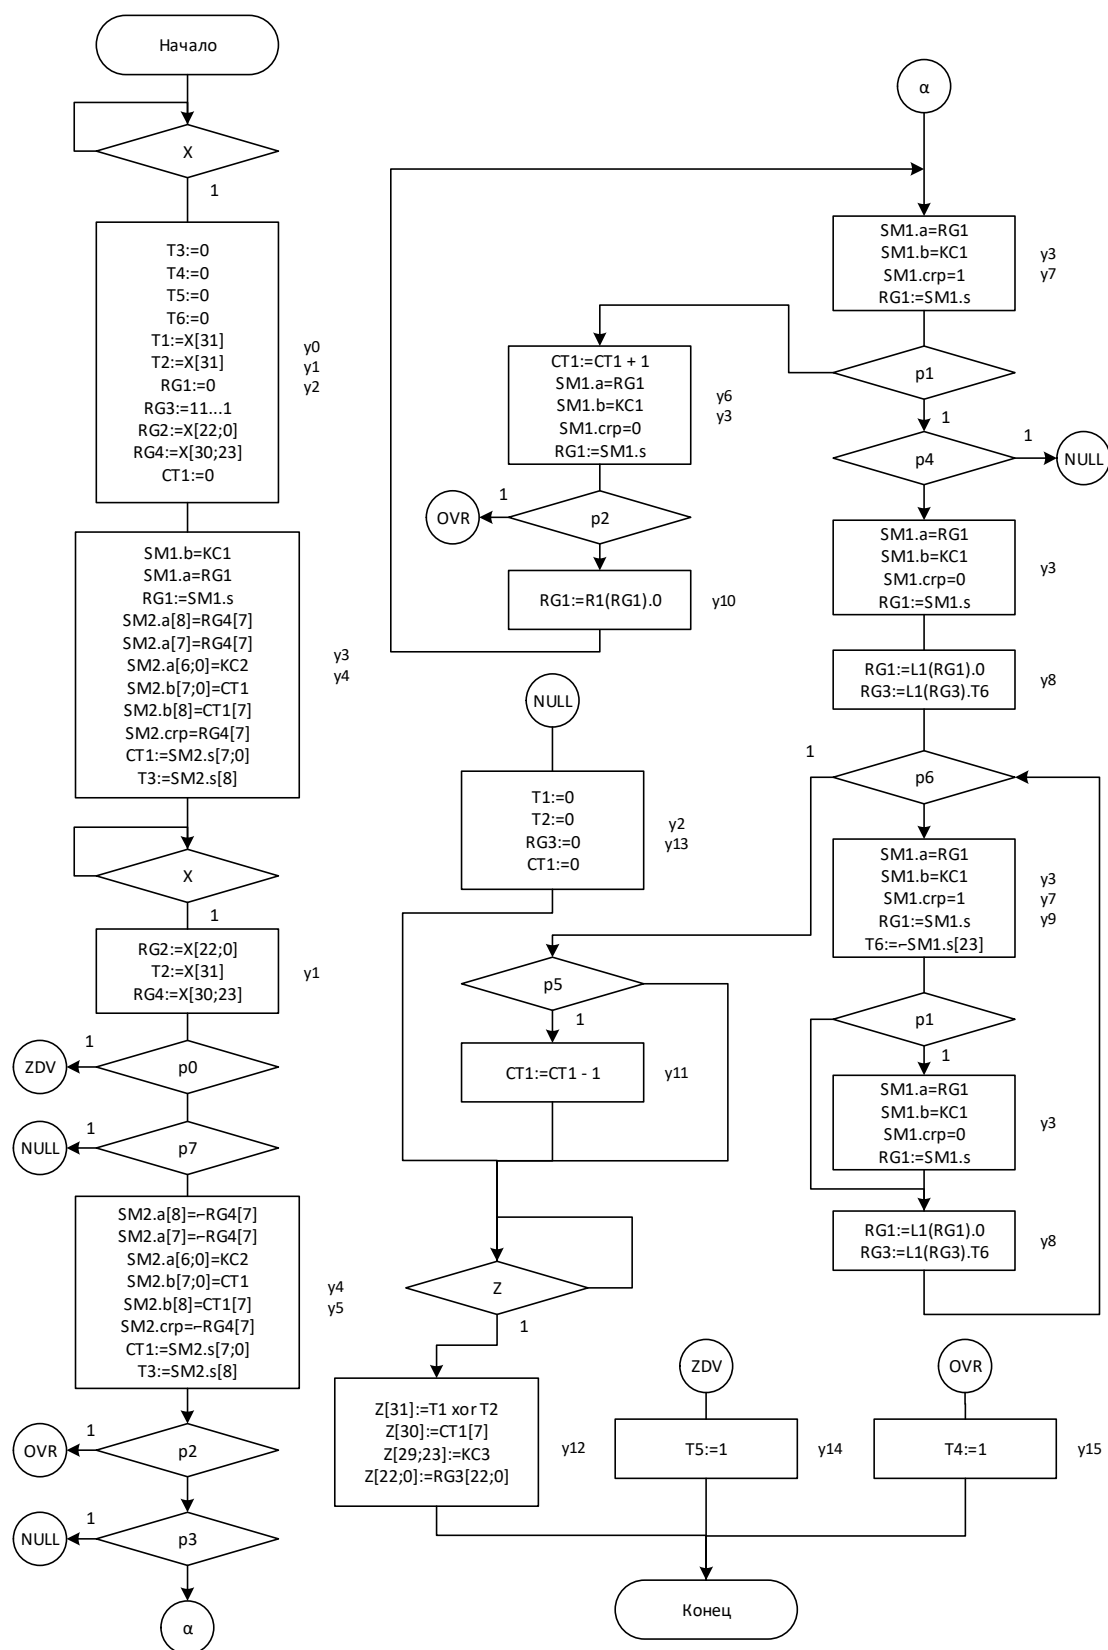 Начало
X
1
T3:=0
T4:=0
T5:=0
T6:=0
T1:=X[31]
T2:=X[31]
RG1:=0
RG3:=11...1
RG2:=X[22;0]
RG4:=X[30;23]
CT1:=0
y0
y1
y2
SM1.b=KC1
SM1.a=RG1
RG1:=SM1.s
SM2.a[8]=RG4[7]
SM2.a[7]=RG4[7]
SM2.a[6;0]=KC2
SM2.b[7;0]=CT1
SM2.b[8]=CT1[7]
SM2.crp=RG4[7]
CT1:=SM2.s[7;0]
T3:=SM2.s[8]
y3
y4
X
1
RG2:=X[22;0]
T2:=X[31]
RG4:=X[30;23]
y1
p0
1
ZDV
p7
1
NULL
SM2.a[8]=⌐RG4[7]
SM2.a[7]=⌐RG4[7]
SM2.a[6;0]=KC2
SM2.b[7;0]=CT1
SM2.b[8]=CT1[7]
SM2.crp=⌐RG4[7]
CT1:=SM2.s[7;0]
T3:=SM2.s[8]
y4
y5
p2
1
OVR
p3
1
NULL
α
α
SM1.a=RG1
SM1.b=KC1
SM1.crp=1
RG1:=SM1.s
y3
y7
p1
1
CT1:=CT1 + 1
SM1.a=RG1
SM1.b=KC1
SM1.crp=0
RG1:=SM1.s
y6
y3
p2
1
OVR
RG1:=R1(RG1).0
y10
p4
1
NULL
SM1.a=RG1
SM1.b=KC1
SM1.crp=0
RG1:=SM1.s
y3
RG1:=L1(RG1).0
RG3:=L1(RG3).T6
y8
p6
1
SM1.a=RG1
SM1.b=KC1
SM1.crp=1
RG1:=SM1.s
T6:=⌐SM1.s[23]
y3
y7
y9
p1
1
SM1.a=RG1
SM1.b=KC1
SM1.crp=0
RG1:=SM1.s
y3
RG1:=L1(RG1).0
RG3:=L1(RG3).T6
y8
NULL
T1:=0
T2:=0
RG3:=0
CT1:=0
y2
y13
p5
1
CT1:=CT1 - 1
y11
Z
1
Z[31]:=T1 xor T2
Z[30]:=CT1[7]
Z[29;23]:=KC3
Z[22;0]:=RG3[22;0]
y12
ZDV
T5:=1
y14
OVR
T4:=1
y15
Конец